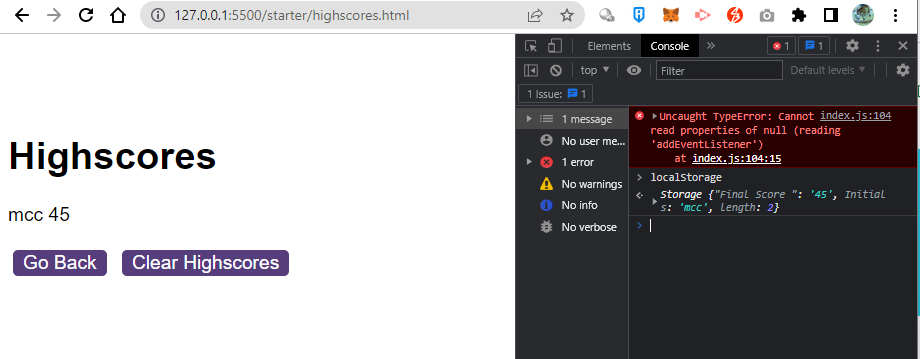 127.0.0.1:5500/starter/highscores.html
Elements Console » 1 1
top Filter Default levels
1 Issue: 1
1 message
No user me...
1 error
No warnings
No info
No verbose
Uncaught TypeError: Cannot index.js:104
read properties of null (reading
'addEventListener')
at index.js:104:15
localStorage
Storage {"Final Score ": '45', Initial
s: 'mcc', length: 2}
Highscores
mcc 45
Go Back Clear Highscores